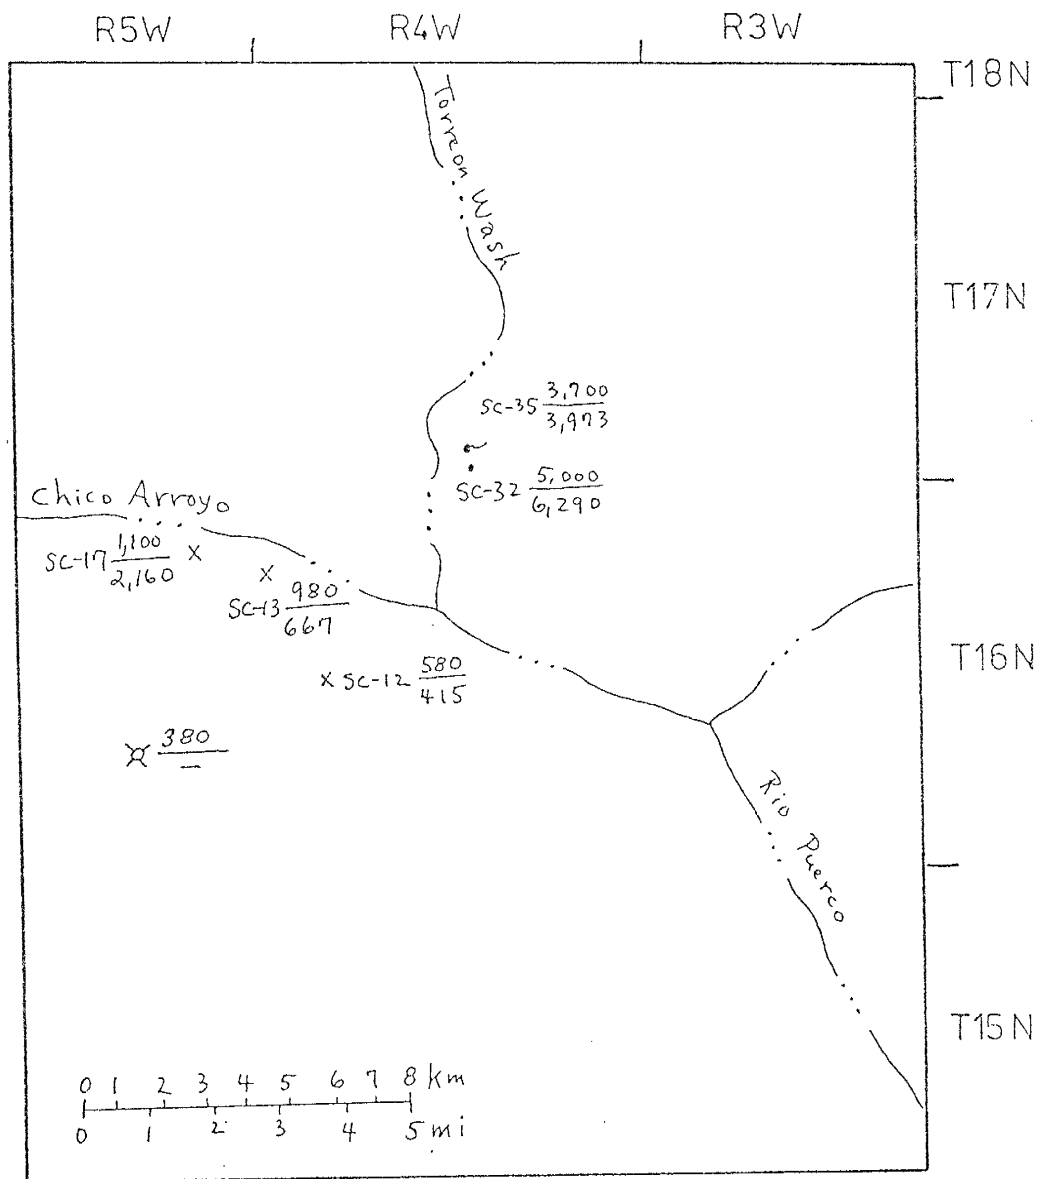 R5W R4W R3W
T18N
Torreon Wash
T17N
SC-35 3,700
3,973
SC-32 5,000
6,290
Chico Arroyo
SC-17 1,100
2,160
SC-13 980
667
T16N
X SC-12 580
415
380
—
Rio Puerco
T15N
0 1 2 3 4 5 6 7 8 km
0 1 2 3 4 5 mi